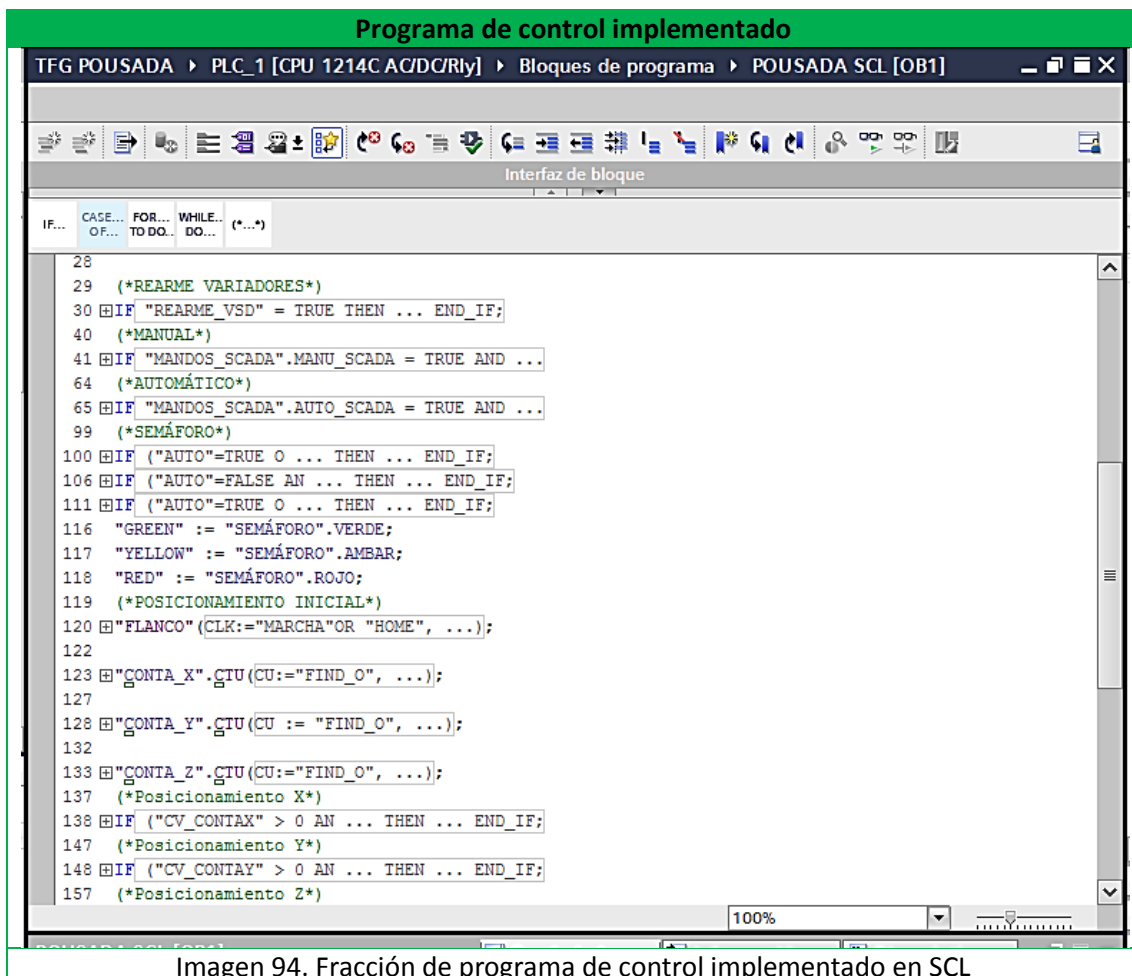 Programa de control implementado
TFG POUSADA ▸ PLC_1 [CPU 1214C AC/DC/Rly] ▸ Bloques de programa ▸ POUSADA SCL [OB1]
Interfaz de bloque
IF... CASE... OF... FOR... TO DO.. WHILE.. DO... (*...*)
28
29 (*REARME VARIADORES*)
30 IF "REARME_VSD" = TRUE THEN ... END_IF;
40 (*MANUAL*)
41 IF "MANDOS_SCADA".MANU_SCADA = TRUE AND ...
64 (*AUTOMÁTICO*)
65 IF "MANDOS_SCADA".AUTO_SCADA = TRUE AND ...
99 (*SEMÁFORO*)
100 IF ("AUTO"=TRUE O ... THEN ... END_IF;
106 IF ("AUTO"=FALSE AN ... THEN ... END_IF;
111 IF ("AUTO"=TRUE O ... THEN ... END_IF;
116 "GREEN" := "SEMÁFORO".VERDE;
117 "YELLOW" := "SEMÁFORO".AMBAR;
118 "RED" := "SEMÁFORO".ROJO;
119 (*POSICIONAMIENTO INICIAL*)
120 "FLANCO"(CLK:="MARCHA"OR "HOME", ...);
122
123 "CONTA_X".CTU(CU:="FIND_O", ...);
127
128 "CONTA_Y".CTU(CU := "FIND_O", ...);
132
133 "CONTA_Z".CTU(CU:="FIND_O", ...);
137 (*Posicionamiento X*)
138 IF ("CV_CONTAX" > 0 AN ... THEN ... END_IF;
147 (*Posicionamiento Y*)
148 IF ("CV_CONTAY" > 0 AN ... THEN ... END_IF;
157 (*Posicionamiento Z*)
100%
POUSADA SCL [OB1]
Imagen 94. Fracción de programa de control implementado en SCL